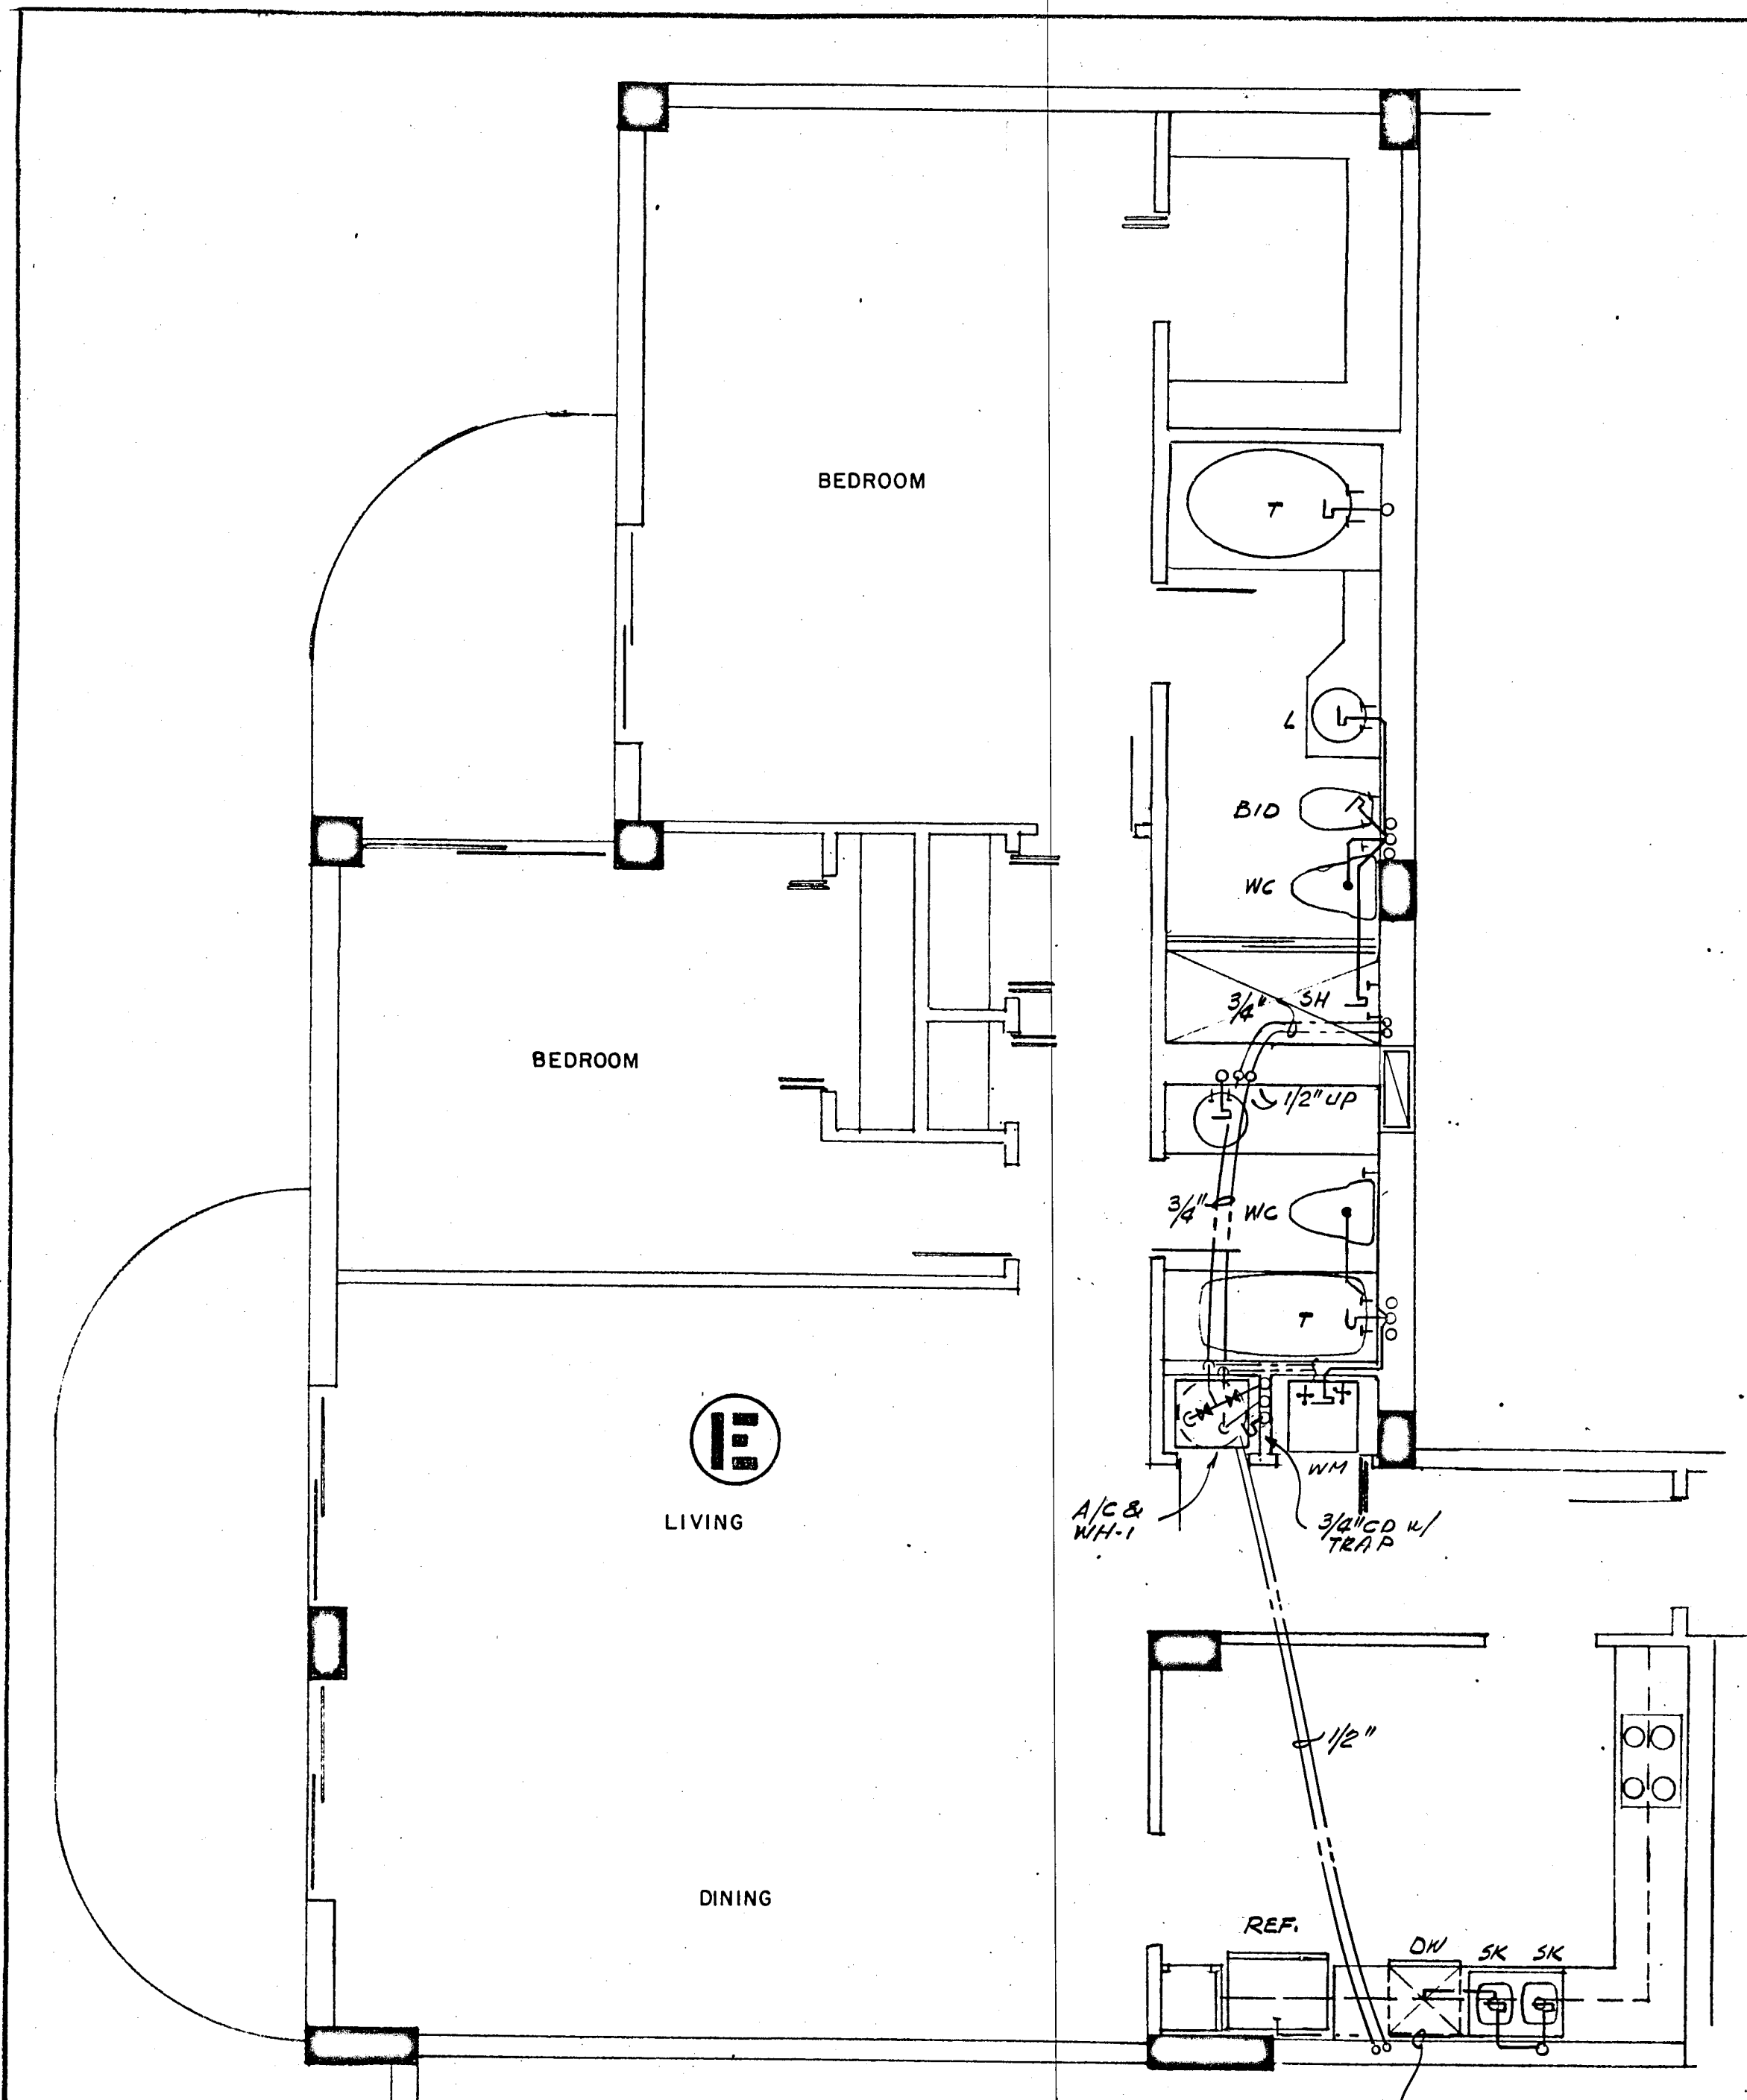 BEDROOM
T
L
BID
WC
3/4" SH
BEDROOM
1/2" UP
3/4" WC
T
E
LIVING
WM
A/C &
WH-1
3/4" CD W/
TRAP
1/2"
DINING
REF.
DW SK SK